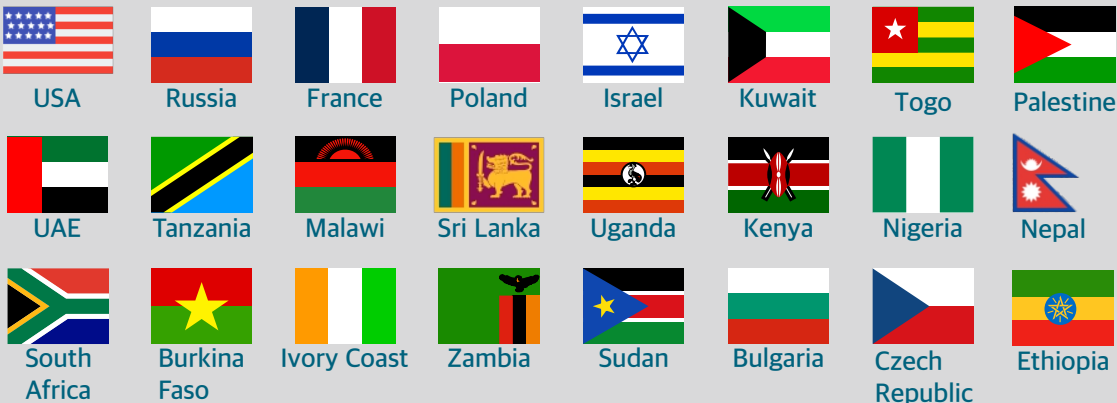 USA Russia France Poland Israel Kuwait Togo Palestine
UAE Tanzania Malawi Sri Lanka Uganda Kenya Nigeria Nepal
South Africa Burkina Faso Ivory Coast Zambia Sudan Bulgaria Czech Republic Ethiopia